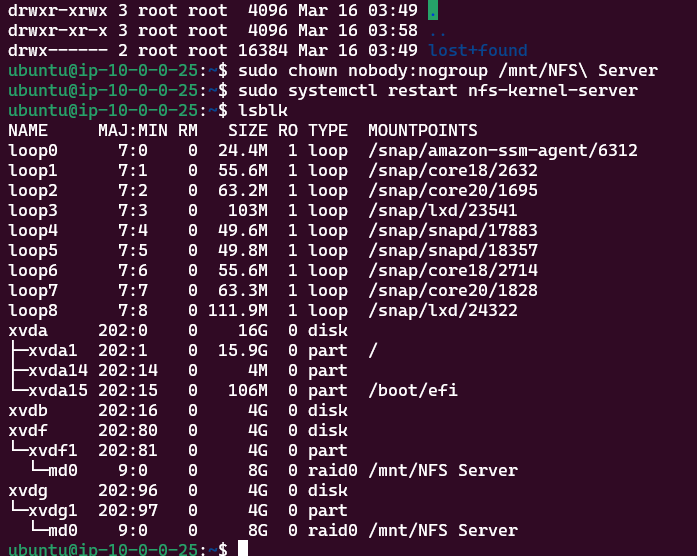 drwxr-xrwx 3 root root  4096 Mar 16 03:49 .
drwxr-xr-x 3 root root  4096 Mar 16 03:58 ..
drwx------ 2 root root 16384 Mar 16 03:49 lost+found
ubuntu@ip-10-0-0-25:~$ sudo chown nobody:nogroup /mnt/NFS\ Server
ubuntu@ip-10-0-0-25:~$ sudo systemctl restart nfs-kernel-server
ubuntu@ip-10-0-0-25:~$ lsblk
NAME     MAJ:MIN RM   SIZE RO TYPE  MOUNTPOINTS
loop0      7:0    0  24.4M  1 loop  /snap/amazon-ssm-agent/6312
loop1      7:1    0  55.6M  1 loop  /snap/core18/2632
loop2      7:2    0  63.2M  1 loop  /snap/core20/1695
loop3      7:3    0   103M  1 loop  /snap/lxd/23541
loop4      7:4    0  49.6M  1 loop  /snap/snapd/17883
loop5      7:5    0  49.8M  1 loop  /snap/snapd/18357
loop6      7:6    0  55.6M  1 loop  /snap/core18/2714
loop7      7:7    0  63.3M  1 loop  /snap/core20/1828
loop8      7:8    0 111.9M  1 loop  /snap/lxd/24322
xvda     202:0    0    16G  0 disk
├─xvda1  202:1    0  15.9G  0 part  /
├─xvda14 202:14   0     4M  0 part
└─xvda15 202:15   0   106M  0 part  /boot/efi
xvdb     202:16   0     4G  0 disk
xvdf     202:80   0     4G  0 disk
└─xvdf1  202:81   0     4G  0 part
  └─md0    9:0    0     8G  0 raid0 /mnt/NFS Server
xvdg     202:96   0     4G  0 disk
└─xvdg1  202:97   0     4G  0 part
  └─md0    9:0    0     8G  0 raid0 /mnt/NFS Server
ubuntu@ip-10-0-0-25:~$